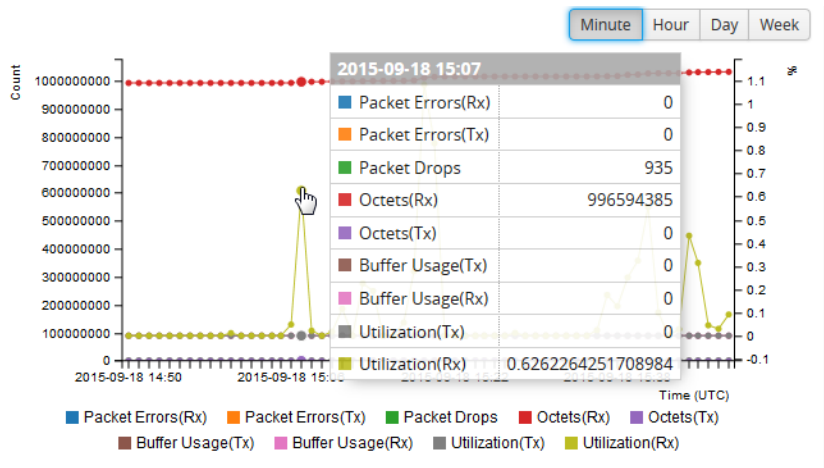 Minute Hour Day Week
Count
%
1000000000
900000000
800000000
700000000
600000000
500000000
400000000
300000000
200000000
100000000
0
2015-09-18 15:07
Packet Errors(Rx) 0
Packet Errors(Tx) 0
Packet Drops 935
Octets(Rx) 996594385
Octets(Tx) 0
Buffer Usage(Tx) 0
Buffer Usage(Rx) 0
Utilization(Tx) 0
Utilization(Rx) 0.6262264251708984
1.1
1
0.9
0.8
0.7
0.6
0.5
0.4
0.3
0.2
0.1
0
-0.1
2015-09-18 14:50 2015-09-18
Time (UTC)
Packet Errors(Rx) Packet Errors(Tx) Packet Drops Octets(Rx) Octets(Tx)
Buffer Usage(Tx) Buffer Usage(Rx) Utilization(Tx) Utilization(Rx)